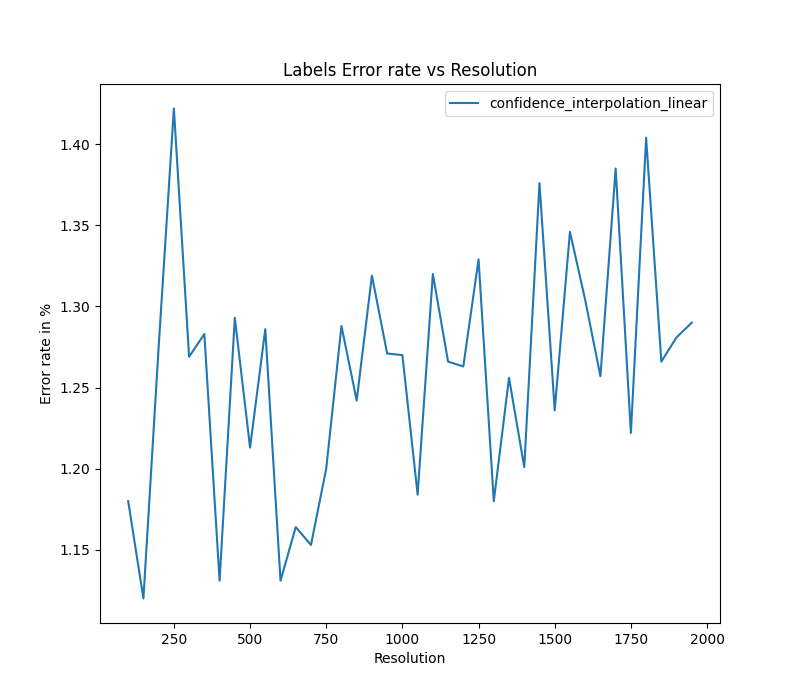 Labels Error rate vs Resolution
confidence_interpolation_linear
Error rate in %
1.40
1.35
1.30
1.25
1.20
1.15
250 500 750 1000 1250 1500 1750 2000
Resolution